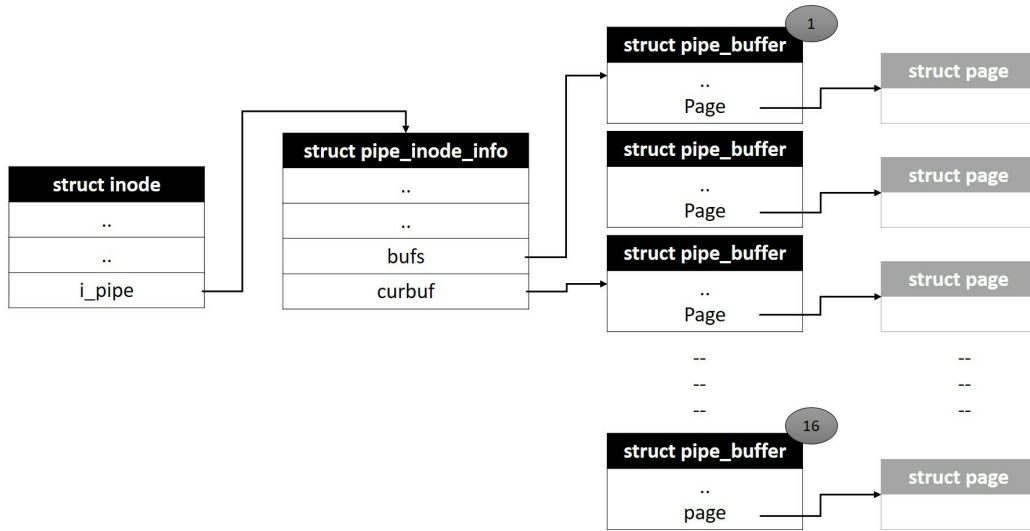 struct inode
..
..
i_pipe
struct pipe_inode_info
..
..
bufs
curbuf
1
struct pipe_buffer
..
Page
struct page
struct pipe_buffer
..
Page
struct page
struct pipe_buffer
..
Page
struct page
--
--
--
--
--
--
16
struct pipe_buffer
..
page
struct page